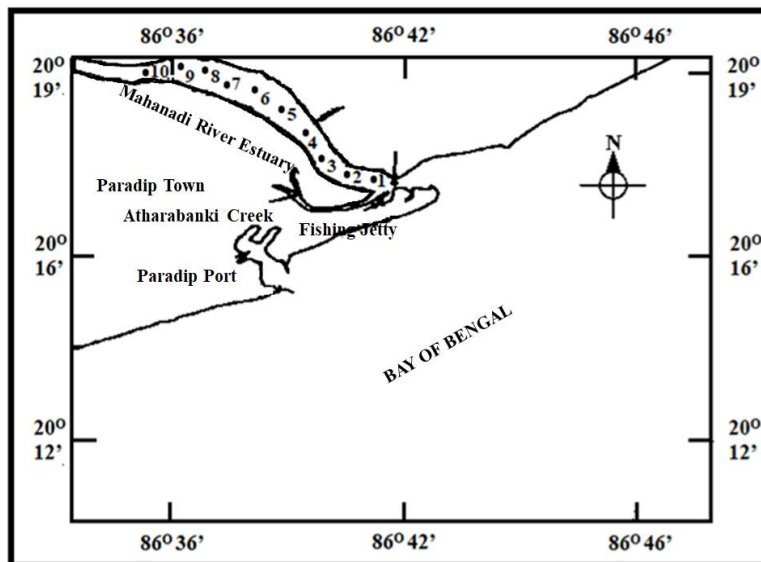 86° 36’ 86° 42’ 86° 46’
20° 19’
20° 19’
10 9 8 7 6 5 4 3 2 1
Mahanadi River Estuary
N
Paradip Town
Atharabanki Creek
Fishing Jetty
20° 16’
20° 16’
Paradip Port
BAY OF BENGAL
20° 12’
20° 12’
86° 36’ 86° 42’ 86° 46’